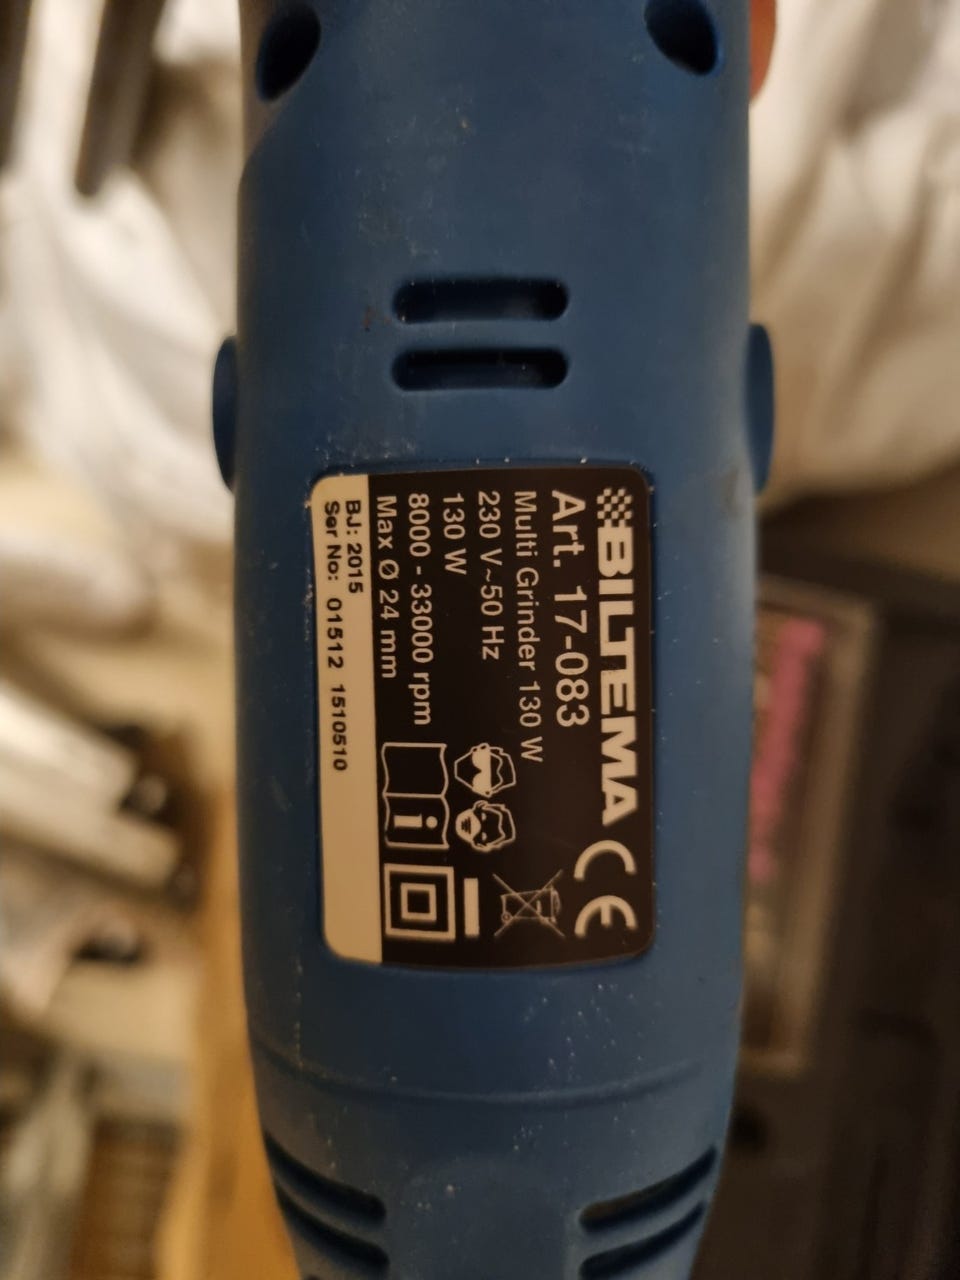 BILTEMA CE
Art. 17-083
Multi Grinder 130 W
230 V~50 Hz
130 W
8000 - 33000 rpm
Max Ø 24 mm
i
BJ: 2015
Ser No: 01512 1510510